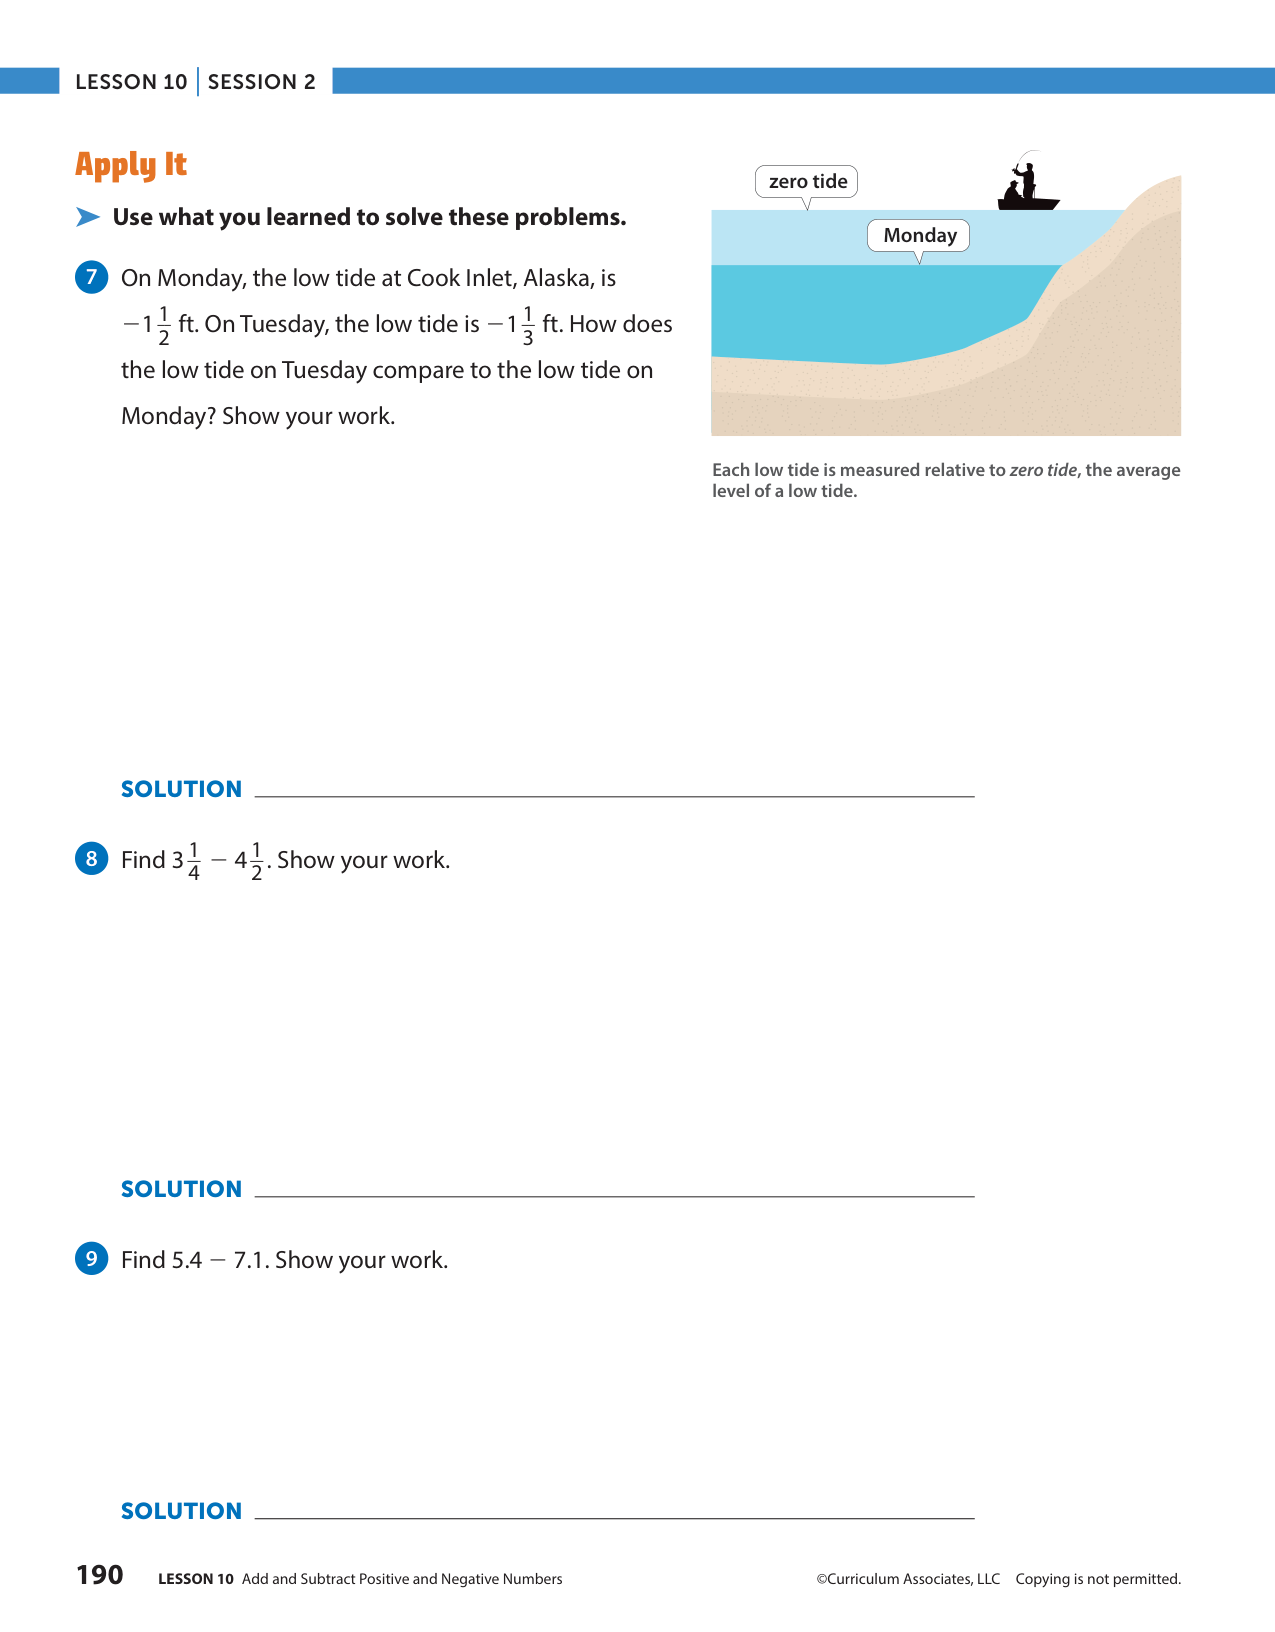 LESSON 10 | SESSION 2
Apply It
➤ Use what you learned to solve these problems.
zero tide
Monday
7 On Monday, the low tide at Cook Inlet, Alaska, is
−1 1/2 ft. On Tuesday, the low tide is −1 1/3 ft. How does
the low tide on Tuesday compare to the low tide on
Monday? Show your work.
Each low tide is measured relative to zero tide, the average
level of a low tide.
SOLUTION
8 Find 3 1/4 − 4 1/2. Show your work.
SOLUTION
9 Find 5.4 − 7.1. Show your work.
SOLUTION
190 LESSON 10 Add and Subtract Positive and Negative Numbers ©Curriculum Associates, LLC Copying is not permitted.